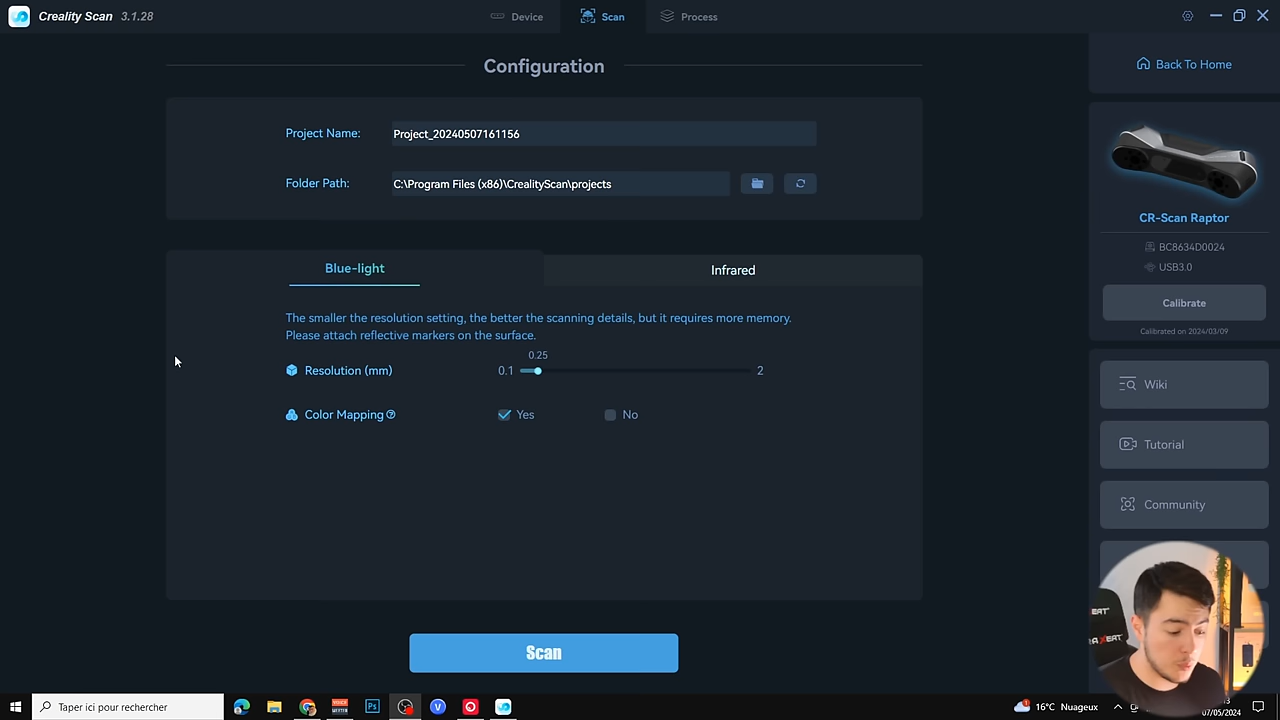 Creality Scan 3.1.28
Device
Scan
Process
Configuration
Back To Home
Project Name:
Project_20240507161156
Folder Path:
C:\Program Files (x86)\CrealityScan\projects
CR-Scan Raptor
BC8634D0024
USB3.0
Calibrate
Calibrated on 2024/03/09
Blue-light
Infrared
The smaller the resolution setting, the better the scanning details, but it requires more memory.
Please attach reflective markers on the surface.
0.25
Resolution (mm)
0.1
2
Color Mapping
Yes
No
Wiki
Tutorial
Community
Scan
Taper ici pour rechercher
Ps
16°C Nuageux
07/05/2024